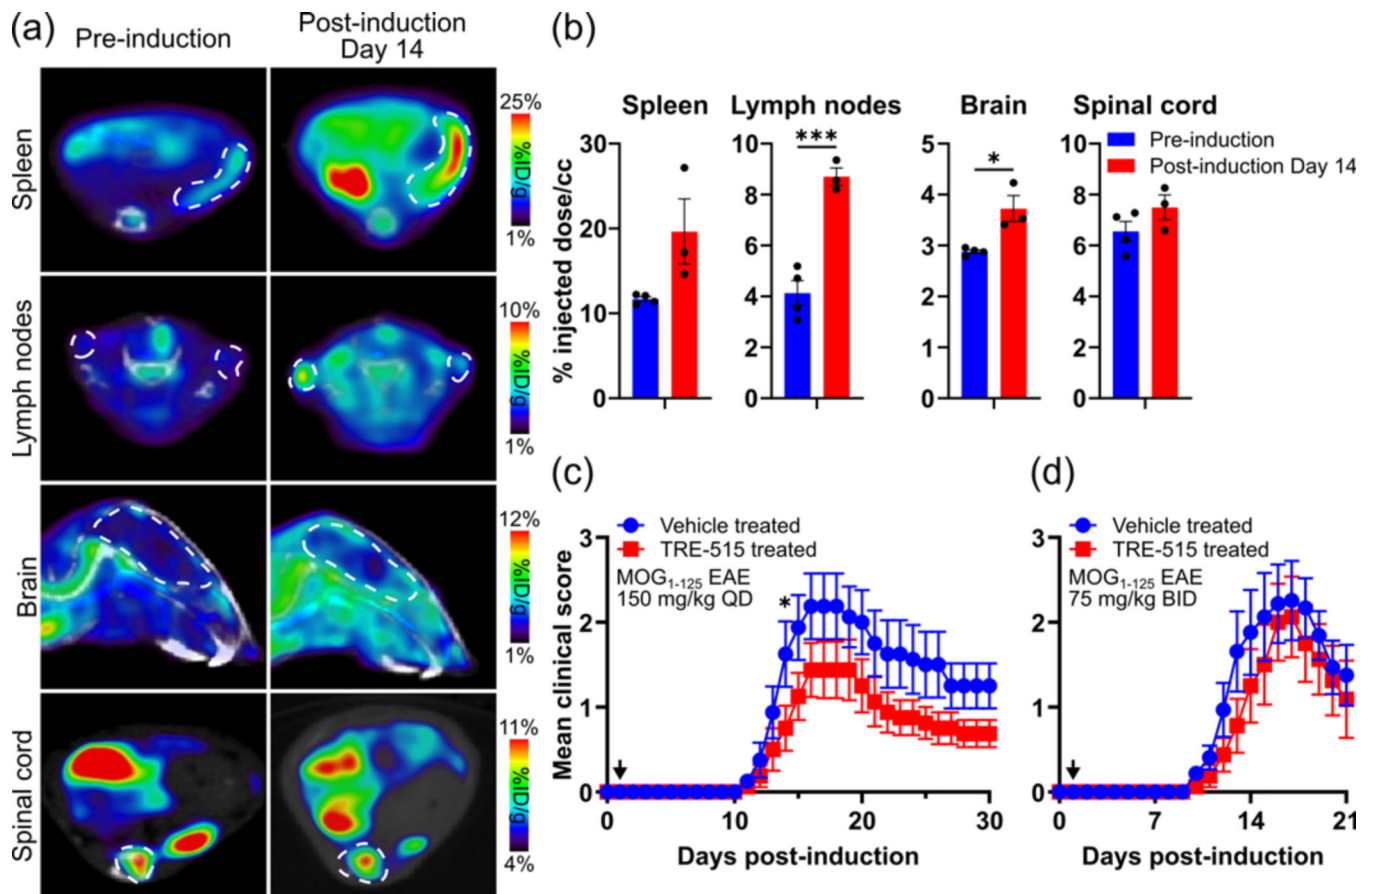 (a)
Pre-induction
Post-induction
Day 14
Spleen
25%
%ID/g
1%
Lymph nodes
10%
%ID/g
1%
Brain
12%
%ID/g
1%
Spinal cord
11%
%ID/g
4%
(b)
% injected dose/cc
Spleen
30
20
10
0
Lymph nodes
***
10
8
6
4
2
0
Brain
*
5
4
3
2
1
0
Spinal cord
10
8
6
4
2
0
Pre-induction
Post-induction Day 14
(c)
Vehicle treated
TRE-515 treated
MOG1-125 EAE
150 mg/kg QD
*
Mean clinical score
3
2
1
0
0 10 20 30
Days post-induction
(d)
Vehicle treated
TRE-515 treated
MOG1-125 EAE
75 mg/kg BID
3
2
1
0
0 7 14 21
Days post-induction